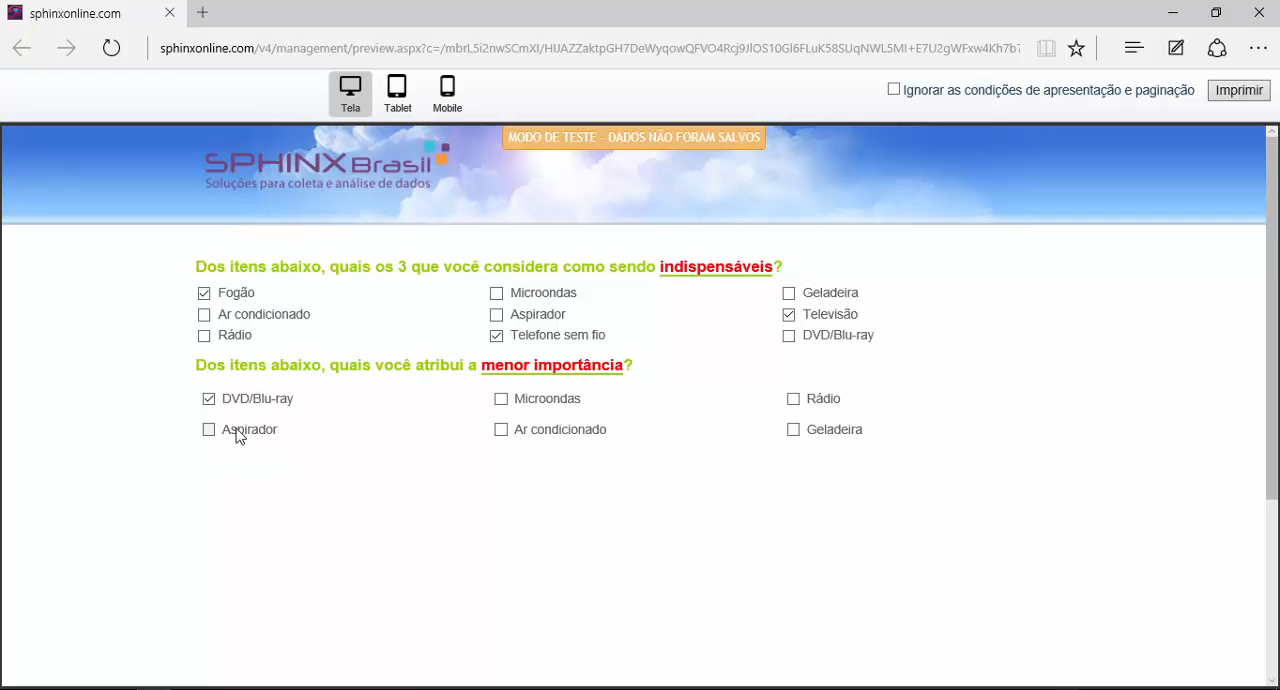 sphinxonline.com
sphinxonline.com/v4/management/preview.aspx?c=/mbrL5i2nwSCmXI/HIJAZZaktpGH7DeWyqowQFVO4Rcj9JlOS10Gl6FLuK58SUqNWL5MI+E7U2gWFxw4Kh7b7
Tela Tablet Mobile
Ignorar as condições de apresentação e paginação Imprimir
MODO DE TESTE - DADOS NÃO FORAM SALVOS
SPHINX Brasil
Soluções para coleta e análise de dados
Dos itens abaixo, quais os 3 que você considera como sendo indispensáveis?
Fogão Microondas Geladeira
Ar condicionado Aspirador Televisão
Rádio Telefone sem fio DVD/Blu-ray
Dos itens abaixo, quais você atribui a menor importância?
DVD/Blu-ray Microondas Rádio
Aspirador Ar condicionado Geladeira